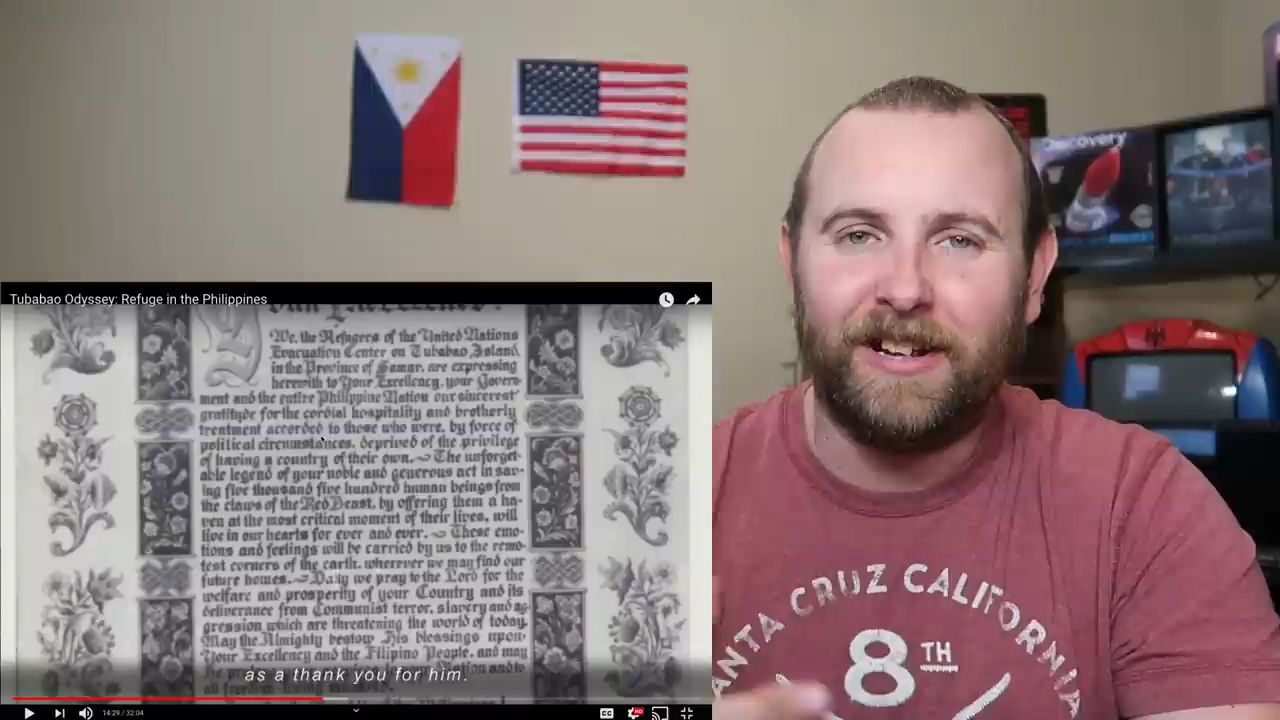 Discovery
Tubabao Odyssey: Refuge in the Philippines
We, the Refugees of the United Nations
Evacuation Center on Tubabao Island,
in the Province of Samar, are expressing
herewith to Your Excellency, your Govern-
ment and the entire Philippine Nation our sincerest
gratitude for the cordial hospitality and brotherly
treatment accorded to those who were, by force of
political circumstances, deprived of the privilege
of having a country of their own. The unforget-
able legend of your noble and generous act in sav-
ing five thousand five hundred human beings from
the claws of the Red Beast, by offering them a ha-
ven at the most critical moment of their lives, will
live in our hearts for ever and ever. These emo-
tions and feelings will be carried by us to the remo-
test corners of the earth, wherever we may find our
future homes. Daily we pray to the Lord for the
welfare and prosperity of your Country and its
deliverance from Communist terror, slavery and ag-
gression which are threatening the world of today.
May the Almighty bestow His blessings upon
Your Excellency and the Filipino People, and may
as a thank you for him.
14:29 / 32:04
CC
HD
SANTA CRUZ CALIFORNIA
8TH